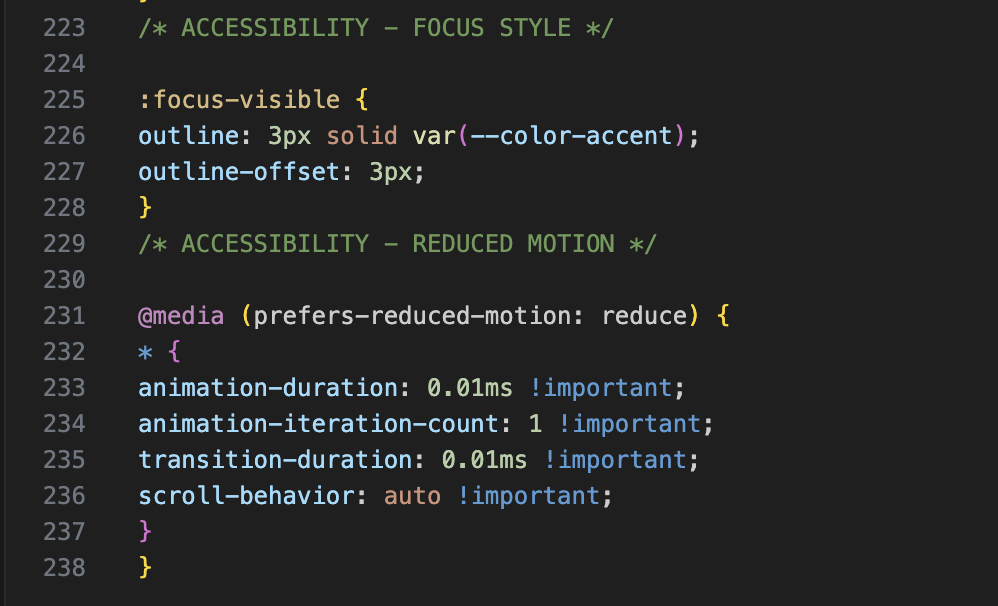 223 /* ACCESSIBILITY – FOCUS STYLE */
224
225 :focus-visible {
226 outline: 3px solid var(--color-accent);
227 outline-offset: 3px;
228 }
229 /* ACCESSIBILITY – REDUCED MOTION */
230
231 @media (prefers-reduced-motion: reduce) {
232 * {
233 animation-duration: 0.01ms !important;
234 animation-iteration-count: 1 !important;
235 transition-duration: 0.01ms !important;
236 scroll-behavior: auto !important;
237 }
238 }